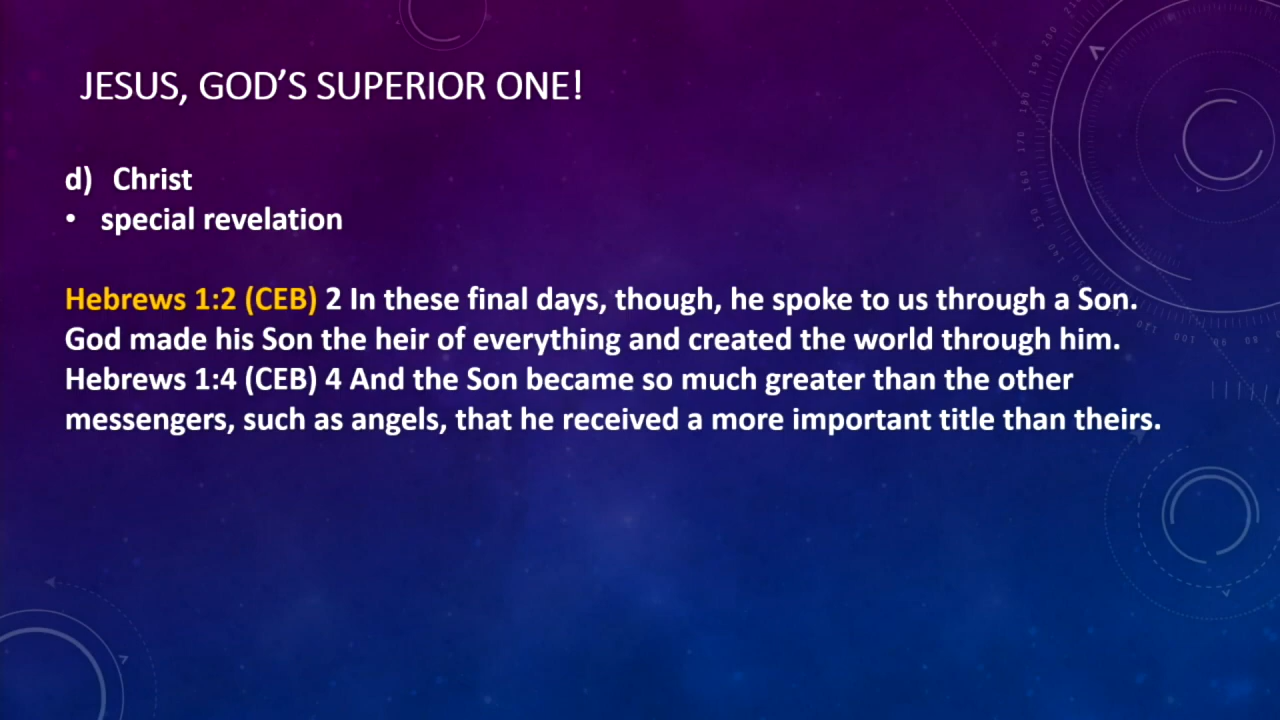 JESUS, GOD'S SUPERIOR ONE!
d) Christ
• special revelation
Hebrews 1:2 (CEB) 2 In these final days, though, he spoke to us through a Son.
God made his Son the heir of everything and created the world through him.
Hebrews 1:4 (CEB) 4 And the Son became so much greater than the other
messengers, such as angels, that he received a more important title than theirs.